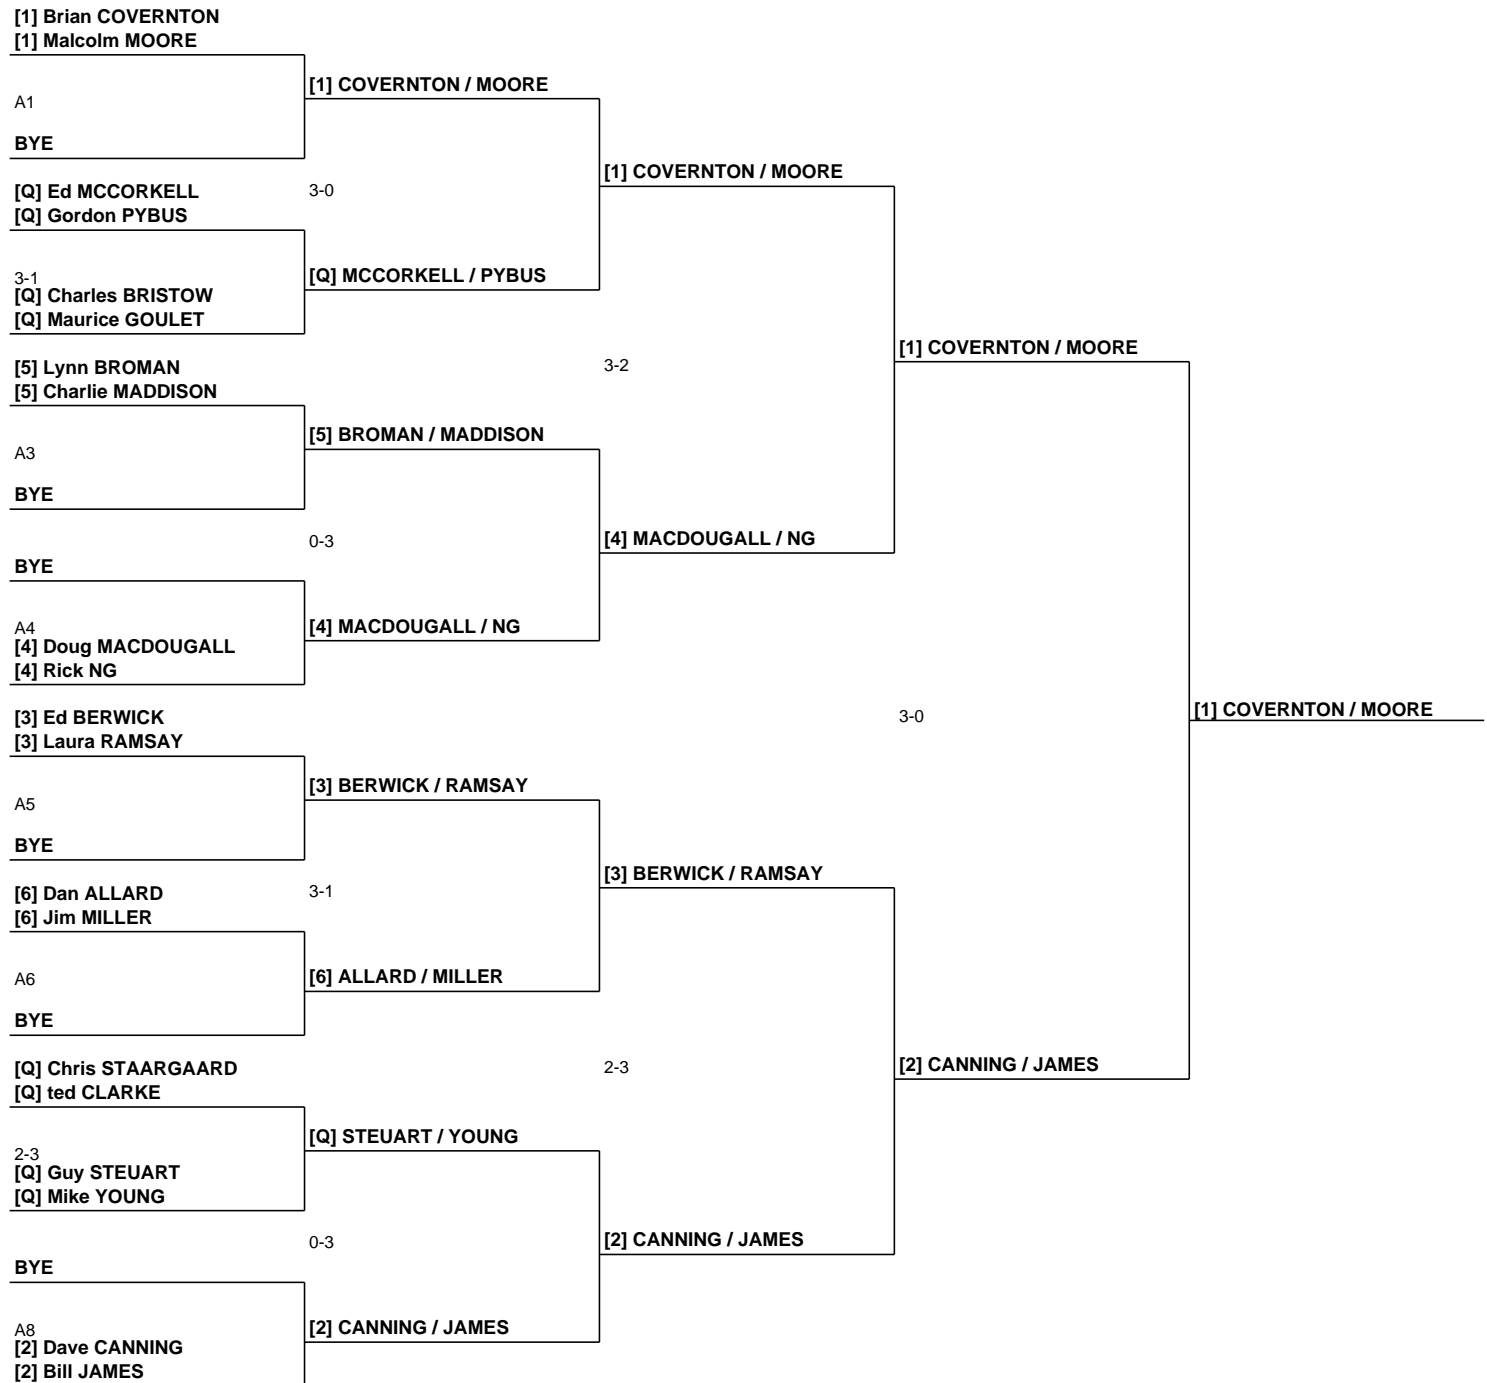 [1] Brian COVERNTON
[1] Malcolm MOORE
A1
BYE
[Q] Ed MCCORKELL
[Q] Gordon PYBUS
3-1
[Q] Charles BRISTOW
[Q] Maurice GOULET
[5] Lynn BROMAN
[5] Charlie MADDISON
A3
BYE
BYE
A4
[4] Doug MACDOUGALL
[4] Rick NG
[3] Ed BERWICK
[3] Laura RAMSAY
A5
BYE
[6] Dan ALLARD
[6] Jim MILLER
A6
BYE
[Q] Chris STAARGAARD
[Q] ted CLARKE
2-3
[Q] Guy STEUART
[Q] Mike YOUNG
BYE
A8
[2] Dave CANNING
[2] Bill JAMES
[1] COVERNTON / MOORE
3-0
[Q] MCCORKELL / PYBUS
[5] BROMAN / MADDISON
0-3
[4] MACDOUGALL / NG
[3] BERWICK / RAMSAY
3-1
[6] ALLARD / MILLER
[Q] STEUART / YOUNG
0-3
[2] CANNING / JAMES
[1] COVERNTON / MOORE
3-2
[4] MACDOUGALL / NG
[3] BERWICK / RAMSAY
2-3
[2] CANNING / JAMES
[1] COVERNTON / MOORE
3-0
[2] CANNING / JAMES
[1] COVERNTON / MOORE